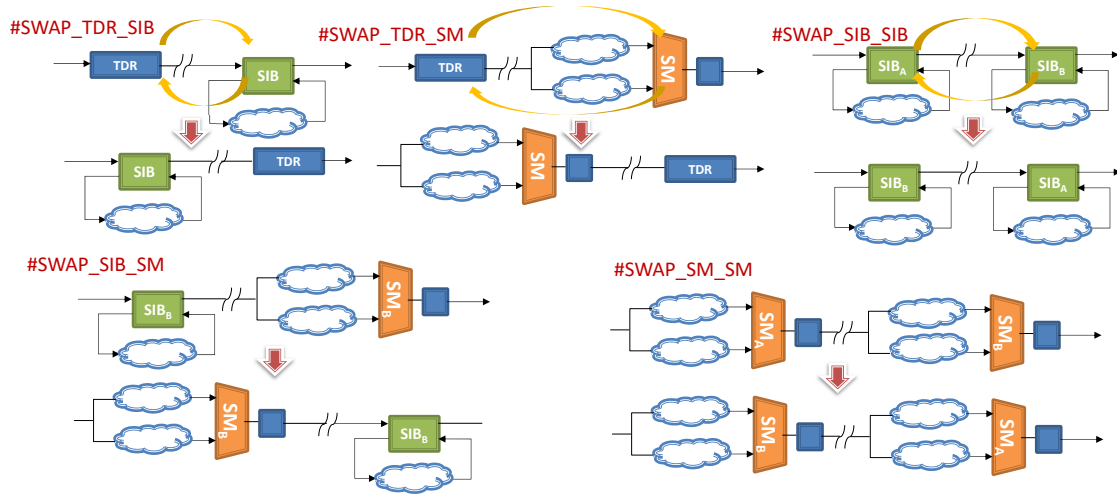 #SWAP_TDR_SIB
TDR
SIB
SIB
TDR
#SWAP_TDR_SM
TDR
SM
SM
TDR
#SWAP_SIB_SIB
SIBA
SIBB
SIBB
SIBA
#SWAP_SIB_SM
SIBB
SMB
SMB
SIBB
#SWAP_SM_SM
SMA
SMB
SMB
SMA